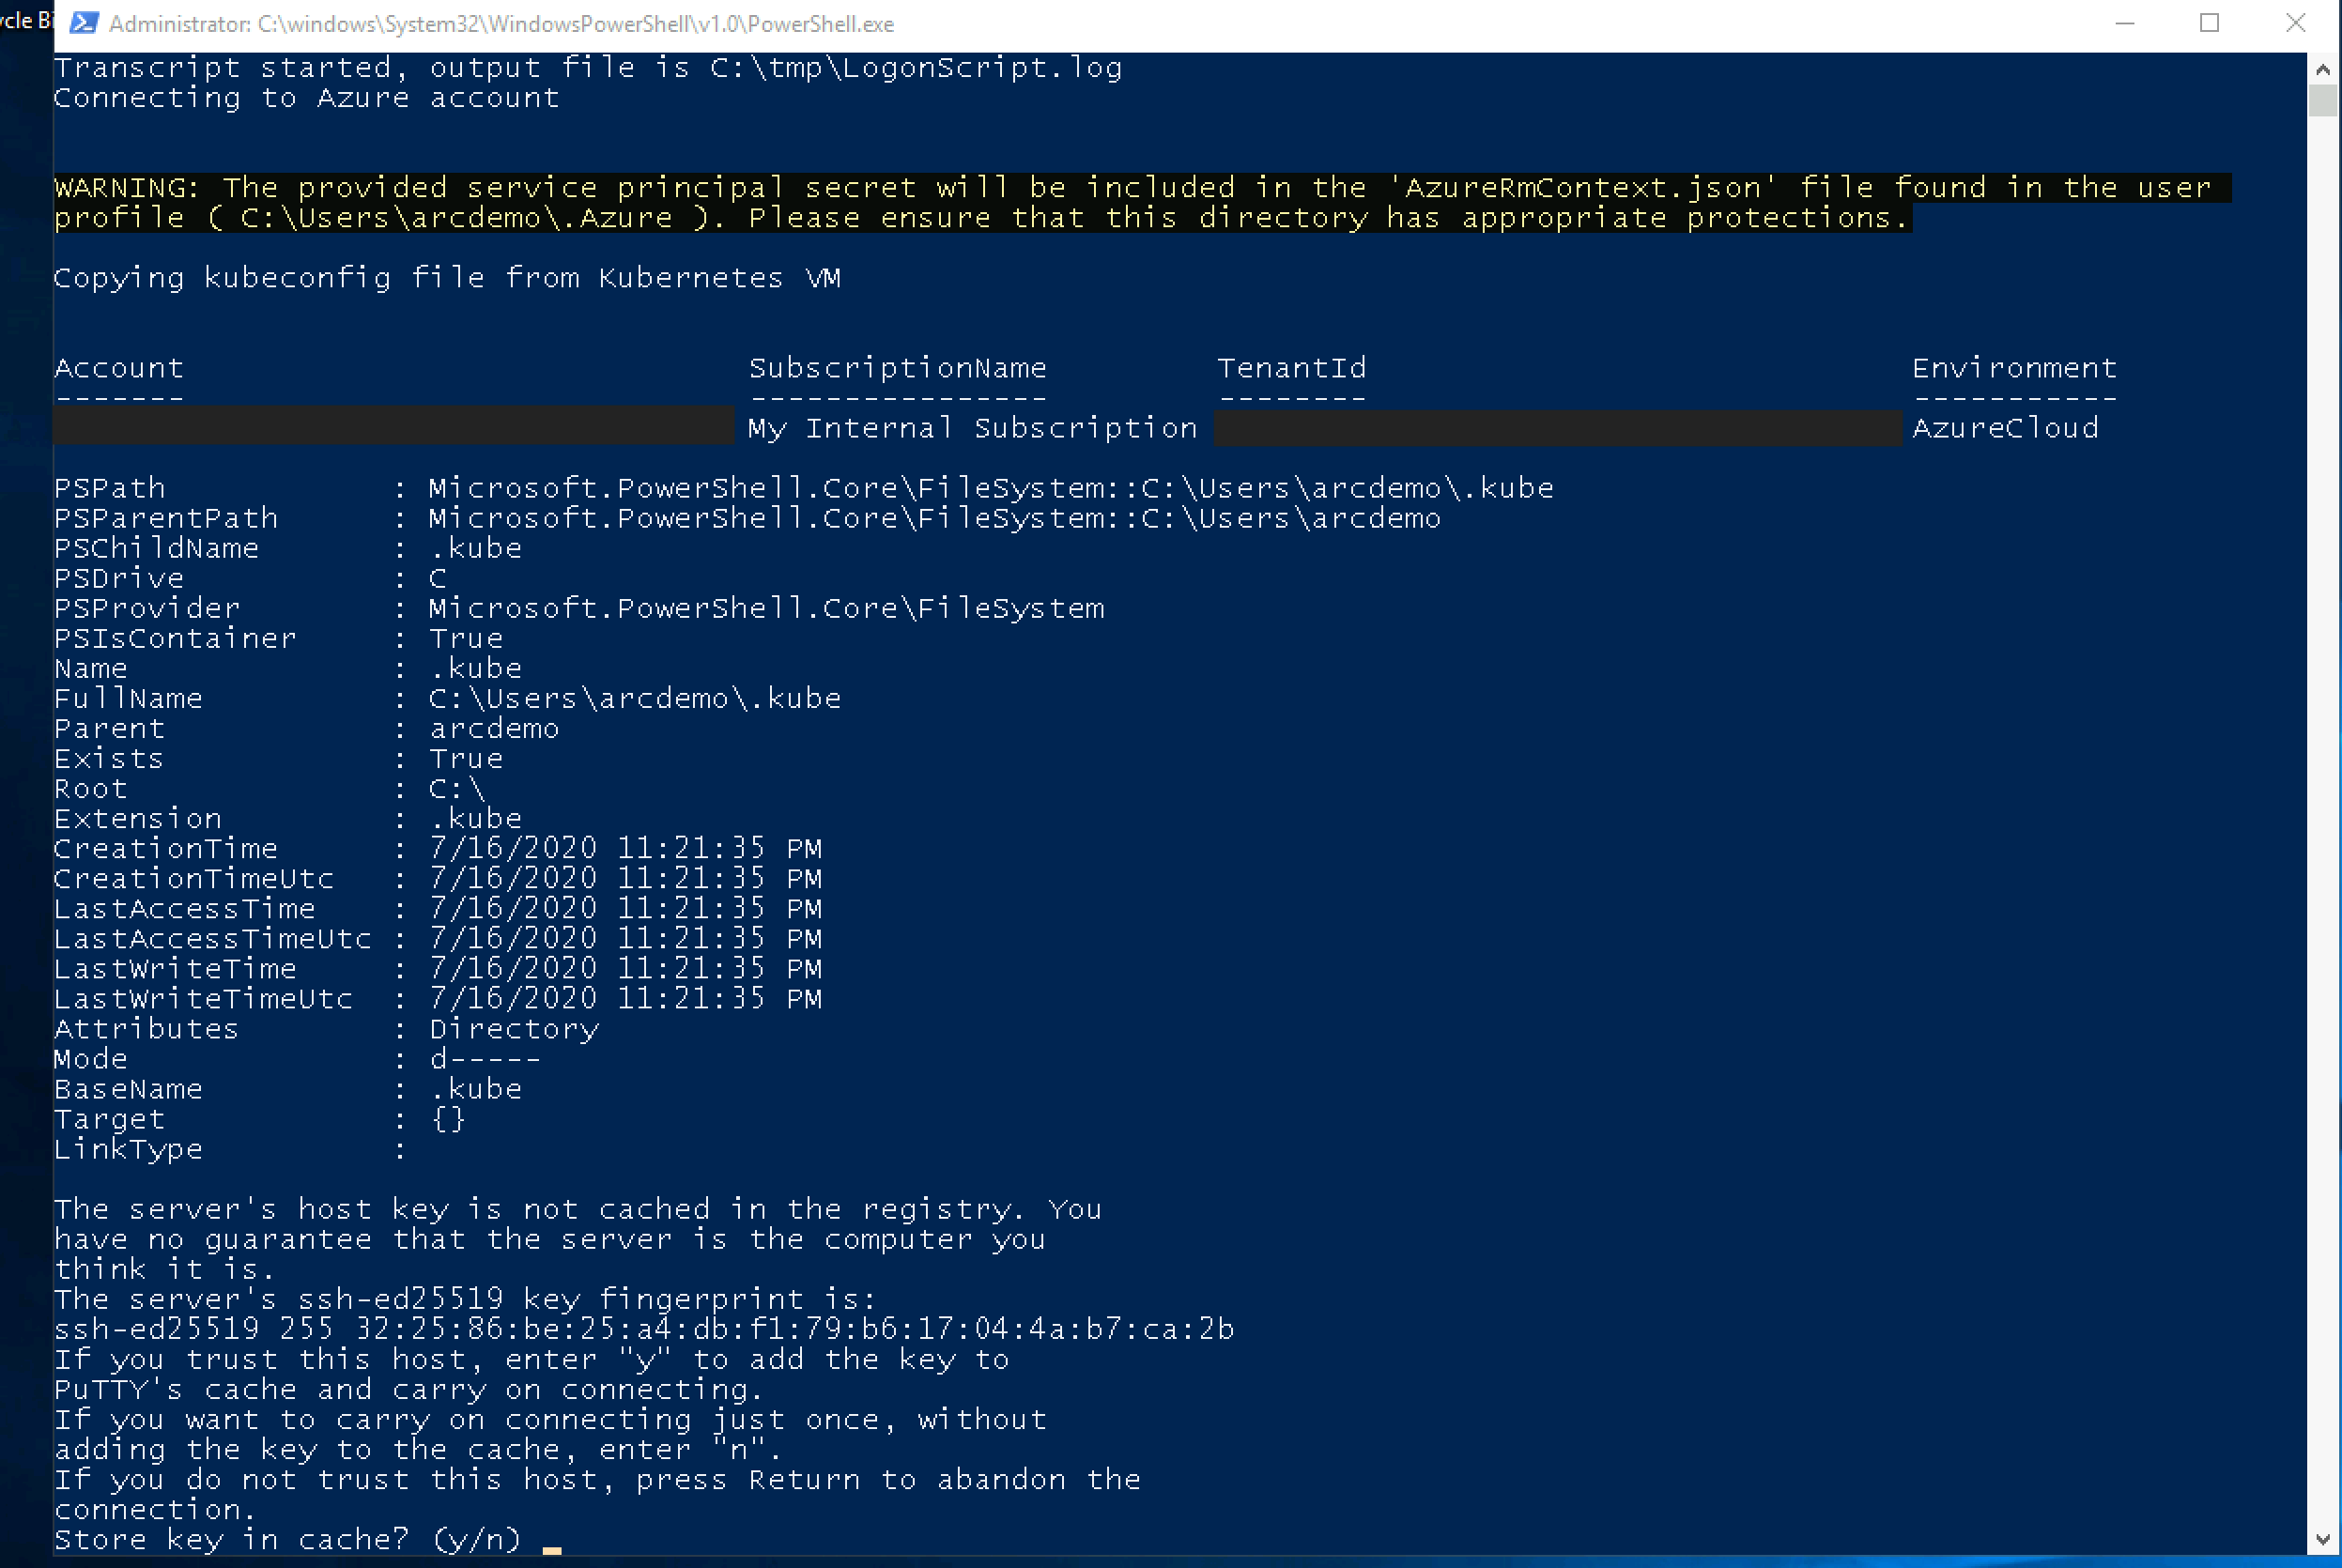 cycle Bi
Administrator: C:\windows\System32\WindowsPowerShell\v1.0\PowerShell.exe
Transcript started, output file is C:\tmp\LogonScript.log
Connecting to Azure account
WARNING: The provided service principal secret will be included in the 'AzureRmContext.json' file found in the user
profile ( C:\Users\arcdemo\.Azure ). Please ensure that this directory has appropriate protections.
Copying kubeconfig file from Kubernetes VM
Account SubscriptionName TenantId Environment
------- ---------------- -------- -----------
My Internal Subscription AzureCloud
PSPath : Microsoft.PowerShell.Core\FileSystem::C:\Users\arcdemo\.kube
PSParentPath : Microsoft.PowerShell.Core\FileSystem::C:\Users\arcdemo
PSChildName : .kube
PSDrive : C
PSProvider : Microsoft.PowerShell.Core\FileSystem
PSIsContainer : True
Name : .kube
FullName : C:\Users\arcdemo\.kube
Parent : arcdemo
Exists : True
Root : C:\
Extension : .kube
CreationTime : 7/16/2020 11:21:35 PM
CreationTimeUtc : 7/16/2020 11:21:35 PM
LastAccessTime : 7/16/2020 11:21:35 PM
LastAccessTimeUtc : 7/16/2020 11:21:35 PM
LastWriteTime : 7/16/2020 11:21:35 PM
LastWriteTimeUtc : 7/16/2020 11:21:35 PM
Attributes : Directory
Mode : d-----
BaseName : .kube
Target : {}
LinkType :
The server's host key is not cached in the registry. You
have no guarantee that the server is the computer you
think it is.
The server's ssh-ed25519 key fingerprint is:
ssh-ed25519 255 32:25:86:be:25:a4:db:f1:79:b6:17:04:4a:b7:ca:2b
If you trust this host, enter "y" to add the key to
PuTTY's cache and carry on connecting.
If you want to carry on connecting just once, without
adding the key to the cache, enter "n".
If you do not trust this host, press Return to abandon the
connection.
Store key in cache? (y/n)